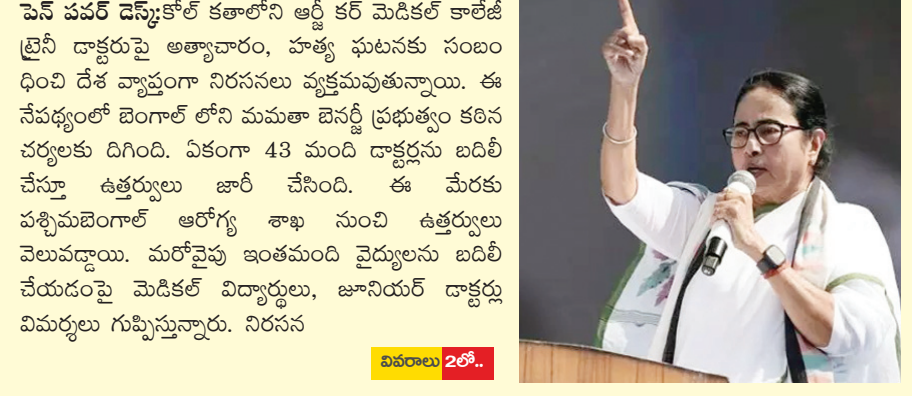 పెన్ పవర్ డెస్క్:కోల్ కతాలోని ఆర్జీ కర్ మెడికల్ కాలేజీ
ట్రైనీ డాక్టరుపై అత్యాచారం, హత్య ఘటనకు సంబం
ధించి దేశ వ్యాప్తంగా నిరసనలు వ్యక్తమవుతున్నాయి. ఈ
నేపథ్యంలో బెంగాల్ లోని మమతా బెనర్జీ ప్రభుత్వం కఠిన
చర్యలకు దిగింది. ఏకంగా 43 మంది డాక్టర్లను బదిలీ
చేస్తూ ఉత్తర్వులు జారీ చేసింది. ఈ మేరకు
పశ్చిమబెంగాల్ ఆరోగ్య శాఖ నుంచి ఉత్తర్వులు
వెలువడ్డాయి. మరోవైపు ఇంతమంది వైద్యులను బదిలీ
చేయడంపై మెడికల్ విద్యార్థులు, జూనియర్ డాక్టర్లు
విమర్శలు గుప్పిస్తున్నారు. నిరసన
వివరాలు 2లో..